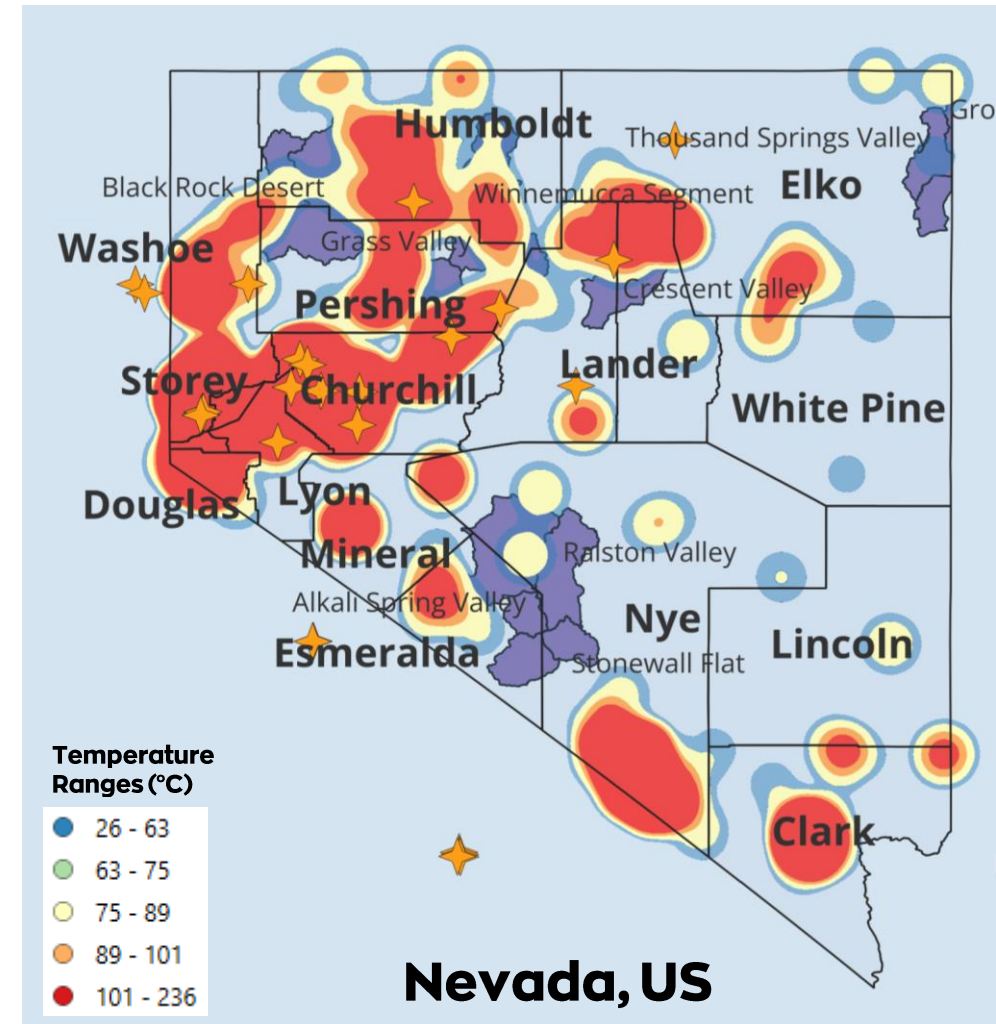 Gro
Humboldt
Thousand Springs Valley
Elko
Black Rock Desert
Winnemucca Segment
Washoe
Grass Valley
Crescent Valley
Pershing
Lander
Storey
Churchill
White Pine
Lyon
Douglas
Mineral
Ralston Valley
Alkali Spring Valley
Nye
Lincoln
Esmeralda
Stonewall Flat
Clark
Temperature
Ranges (°C)
26 - 63
63 - 75
75 - 89
89 - 101
101 - 236
Nevada, US